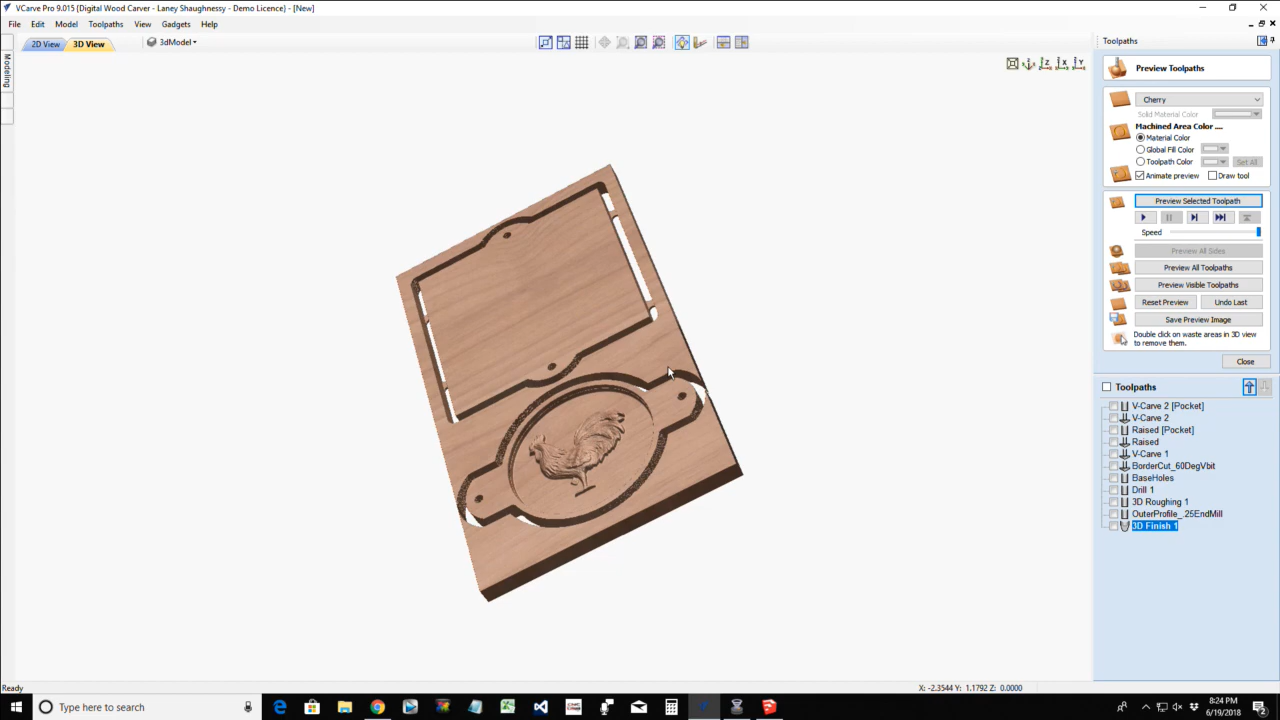 VCarve Pro 9.015 {Digital Wood Carver - Laney Shaughnessy - Demo Licence} - [New]
File Edit Model Toolpaths View Gadgets Help
2D View 3D View 3dModel
Modeling
Toolpaths
Preview Toolpaths
Cherry
Solid Material Color
Machined Area Color ....
Material Color
Global Fill Color
Toolpath Color Set All
Animate preview Draw tool
Preview Selected Toolpath
Speed
Preview All Sides
Preview All Toolpaths
Preview Visible Toolpaths
Reset Preview Undo Last
Save Preview Image
Double click on waste areas in 3D view
to remove them.
Close
Toolpaths
V-Carve 2 [Pocket]
V-Carve 2
Raised [Pocket]
Raised
V-Carve 1
BorderCut_60DegVbit
BaseHoles
Drill 1
3D Roughing 1
OuterProfile_.25EndMill
3D Finish 1
Ready X: -2.3544 Y: 1.1792 Z: 0.0000
Type here to search
8:24 PM
6/19/2018
2